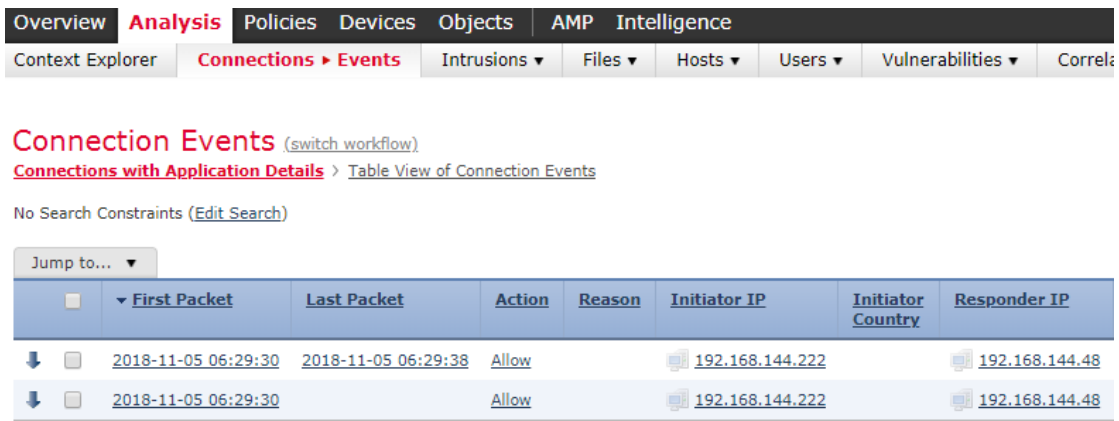 Overview Analysis Policies Devices Objects AMP Intelligence
Context Explorer Connections ▸ Events Intrusions ▼ Files ▼ Hosts ▼ Users ▼ Vulnerabilities ▼ Correla
Connection Events (switch workflow)
Connections with Application Details > Table View of Connection Events
No Search Constraints (Edit Search)
Jump to... ▼
▼ First Packet Last Packet Action Reason Initiator IP Initiator Country Responder IP
2018-11-05 06:29:30 2018-11-05 06:29:38 Allow 192.168.144.222 192.168.144.48
2018-11-05 06:29:30 Allow 192.168.144.222 192.168.144.48